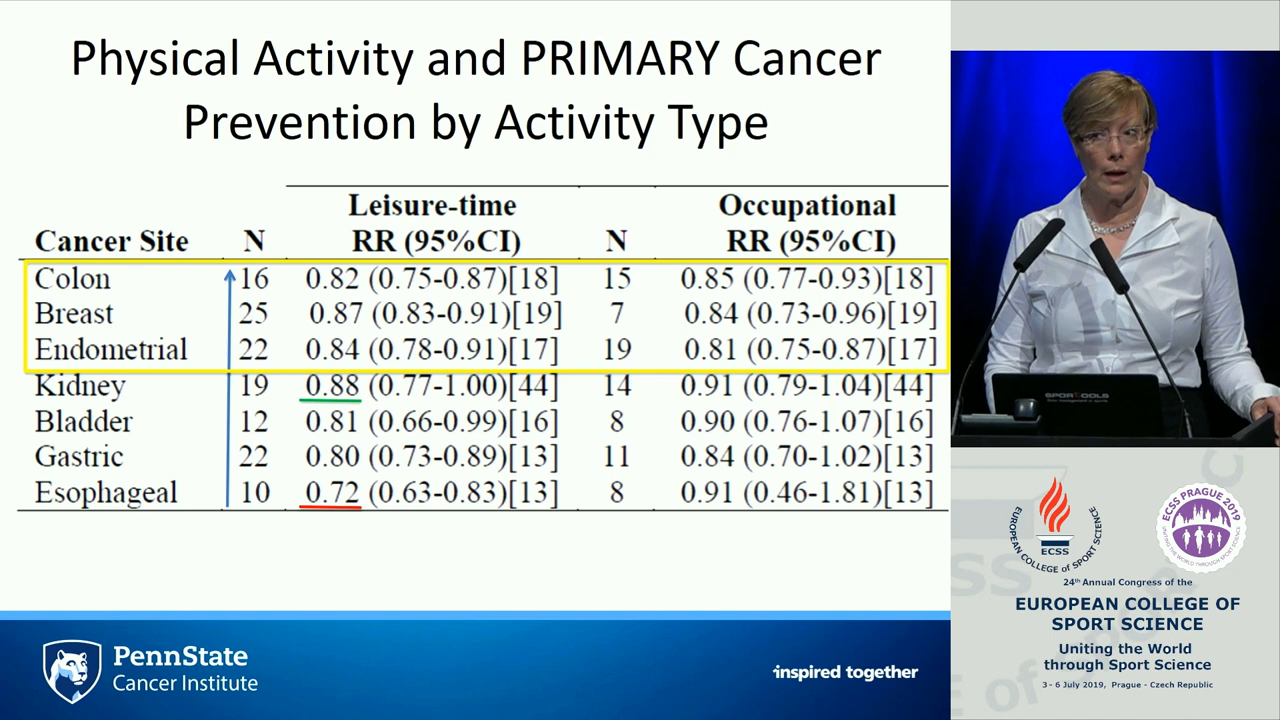 Physical Activity and PRIMARY Cancer
Prevention by Activity Type
Leisure-time Occupational
Cancer Site N RR (95%CI) N RR (95%CI)
Colon 16 0.82 (0.75-0.87)[18] 15 0.85 (0.77-0.93)[18]
Breast 25 0.87 (0.83-0.91)[19] 7 0.84 (0.73-0.96)[19]
Endometrial 22 0.84 (0.78-0.91)[17] 19 0.81 (0.75-0.87)[17]
Kidney 19 0.88 (0.77-1.00)[44] 14 0.91 (0.79-1.04)[44]
Bladder 12 0.81 (0.66-0.99)[16] 8 0.90 (0.76-1.07)[16]
Gastric 22 0.80 (0.73-0.89)[13] 11 0.84 (0.70-1.02)[13]
Esophageal 10 0.72 (0.63-0.83)[13] 8 0.91 (0.46-1.81)[13]
PennState
Cancer Institute
inspired together
EUROPEAN COLLEGE of SPORT SCIENCE
ECSS
ECSS PRAGUE 2019
UNITING THE WORLD THROUGH SPORT SCIENCE
24th Annual Congress of the
EUROPEAN COLLEGE OF
SPORT SCIENCE
Uniting the World
through Sport Science
3 - 6 July 2019, Prague - Czech Republic